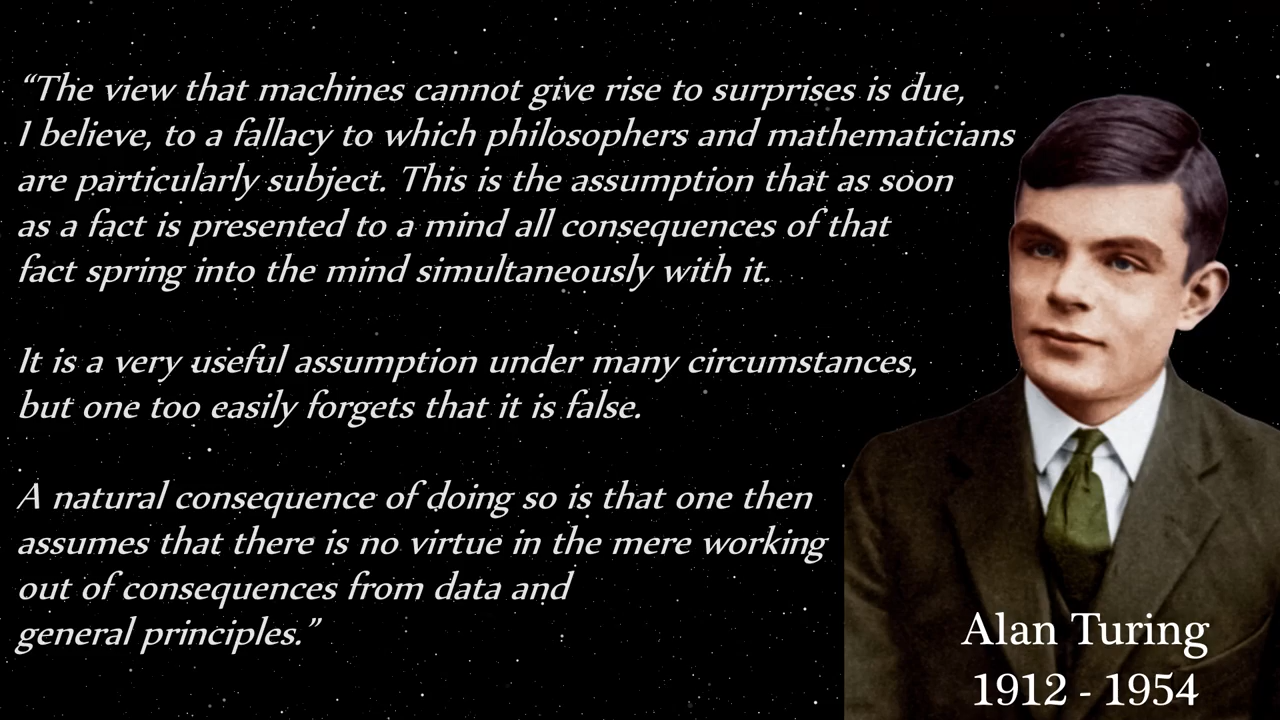 “The view that machines cannot give rise to surprises is due,
I believe, to a fallacy to which philosophers and mathematicians
are particularly subject. This is the assumption that as soon
as a fact is presented to a mind all consequences of that
fact spring into the mind simultaneously with it.
It is a very useful assumption under many circumstances,
but one too easily forgets that it is false.
A natural consequence of doing so is that one then
assumes that there is no virtue in the mere working
out of consequences from data and
general principles.”
Alan Turing
1912 - 1954